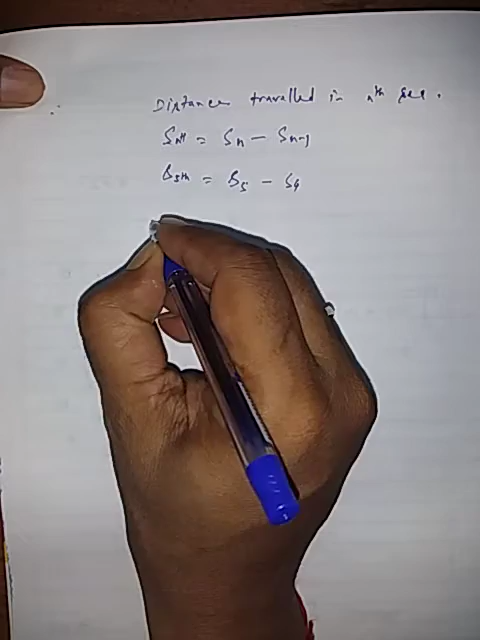 Distance travelled in nth sec.
Snth = Sn - Sn-1
S5th = S5 - S4